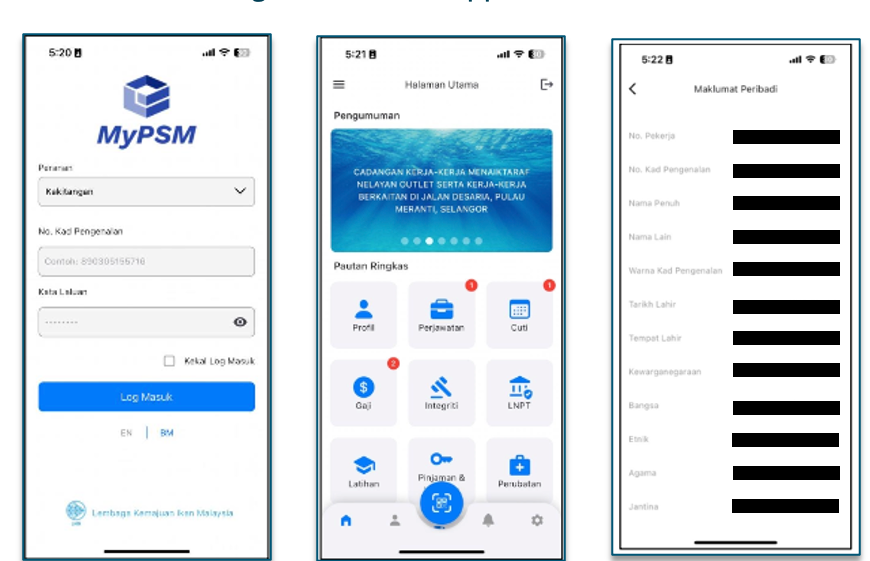 5:20
MyPSM
Peranan
Kakitangan
No. Kad Pengenalan
Contoh: 890805155716
Kata Laluan
--------
Kekal Log Masuk
Log Masuk
EN | BM
Lembaga Kemajuan Ikan Malaysia
5:21
Halaman Utama
Pengumuman
CADANGAN KERJA-KERJA MENAIKTARAF
NELAYAN OUTLET SERTA KERJA-KERJA
BERKAITAN DI JALAN DESARIA, PULAU
MERANTI, SELANGOR
Pautan Ringkas
1
1
Profil
Perjawatan
Cuti
2
Gaji
Integriti
LNPT
Latihan
Pinjaman &
Perubatan
5:22
Maklumat Peribadi
No. Pekerja
No. Kad Pengenalan
Nama Penuh
Nama Lain
Warna Kad Pengenalan
Tarikh Lahir
Tempat Lahir
Kewarganegaraan
Bangsa
Etnik
Agama
Jantina